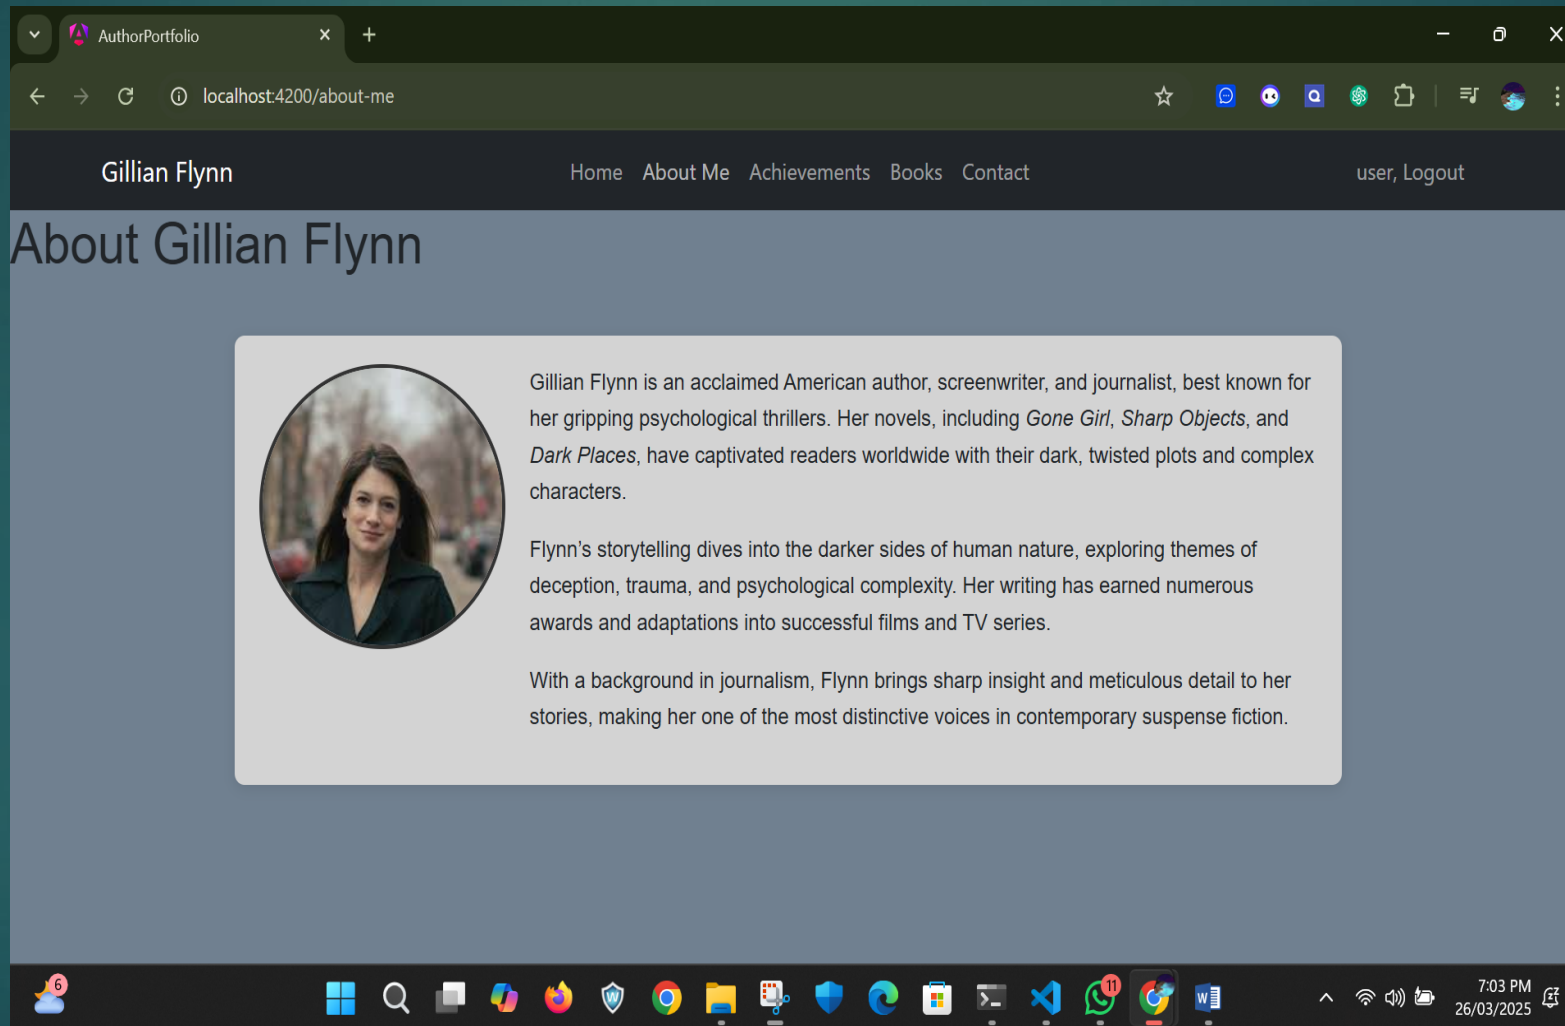 AuthorPortfolio
localhost:4200/about-me
Gillian Flynn
Home About Me Achievements Books Contact
user, Logout
About Gillian Flynn
Gillian Flynn is an acclaimed American author, screenwriter, and journalist, best known for
her gripping psychological thrillers. Her novels, including Gone Girl, Sharp Objects, and
Dark Places, have captivated readers worldwide with their dark, twisted plots and complex
characters.
Flynn’s storytelling dives into the darker sides of human nature, exploring themes of
deception, trauma, and psychological complexity. Her writing has earned numerous
awards and adaptations into successful films and TV series.
With a background in journalism, Flynn brings sharp insight and meticulous detail to her
stories, making her one of the most distinctive voices in contemporary suspense fiction.
6
11
7:03 PM
26/03/2025